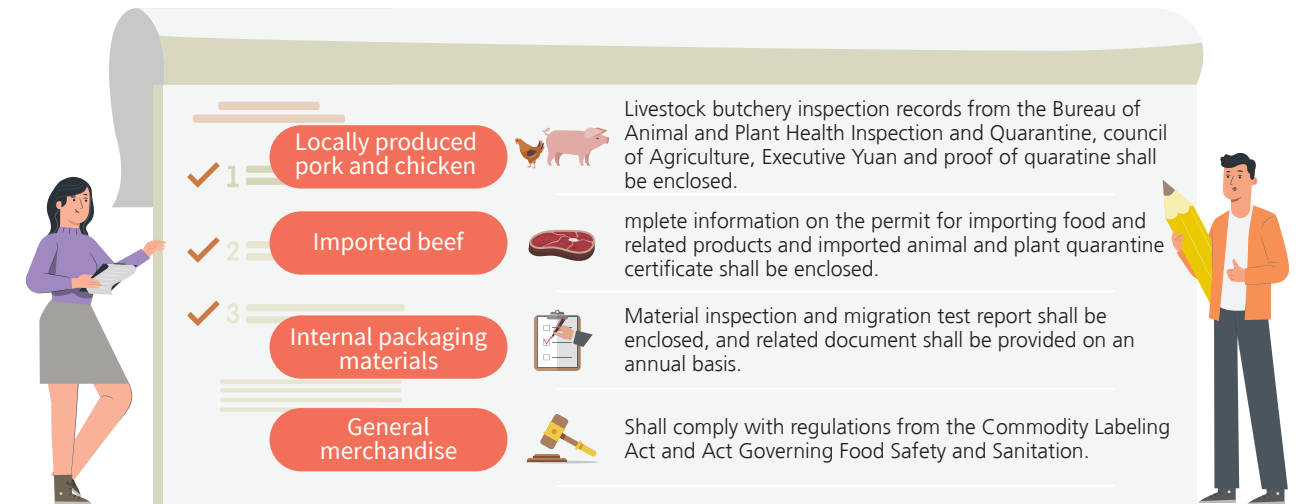 1
Locally produced
pork and chicken
Livestock butchery inspection records from the Bureau of
Animal and Plant Health Inspection and Quarantine, council
of Agriculture, Executive Yuan and proof of quaratine shall
be enclosed.
2
Imported beef
mplete information on the permit for importing food and
related products and imported animal and plant quarantine
certificate shall be enclosed.
3
Internal packaging
materials
Material inspection and migration test report shall be
enclosed, and related document shall be provided on an
annual basis.
General
merchandise
Shall comply with regulations from the Commodity Labeling
Act and Act Governing Food Safety and Sanitation.